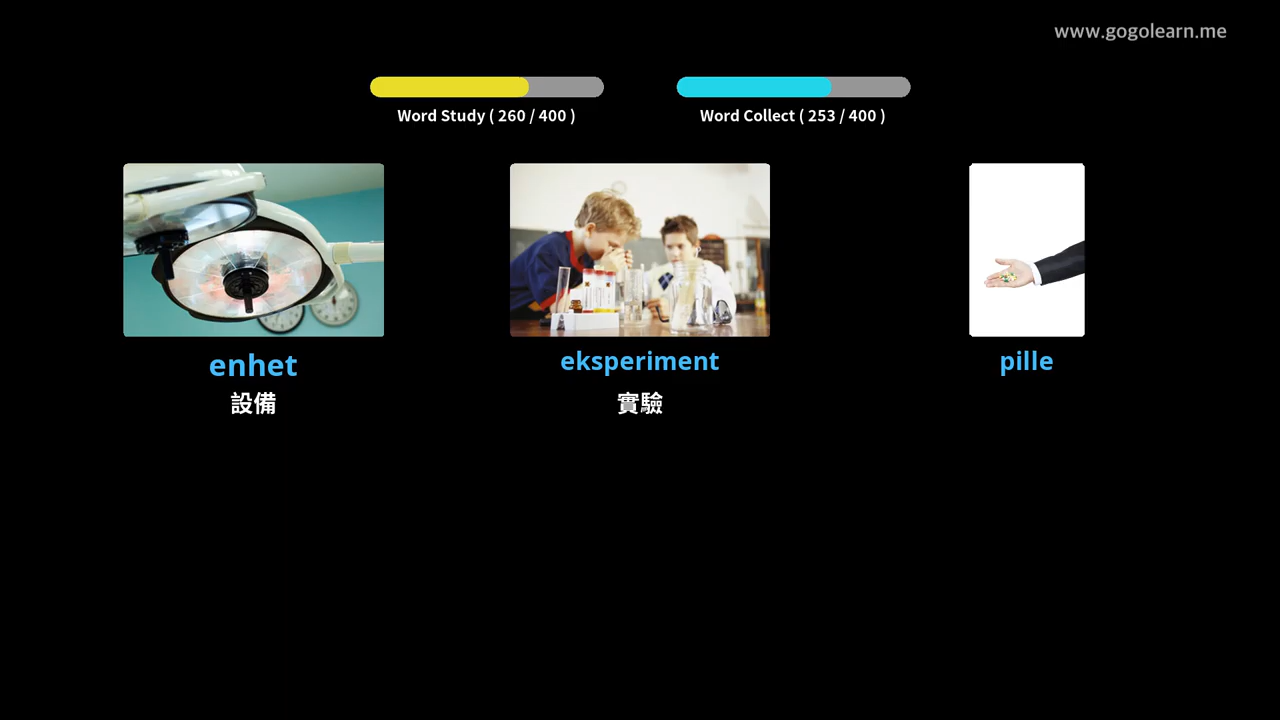 www.gogolearn.me
Word Study ( 260 / 400 )
Word Collect ( 253 / 400 )
enhet
設備
eksperiment
實驗
pille